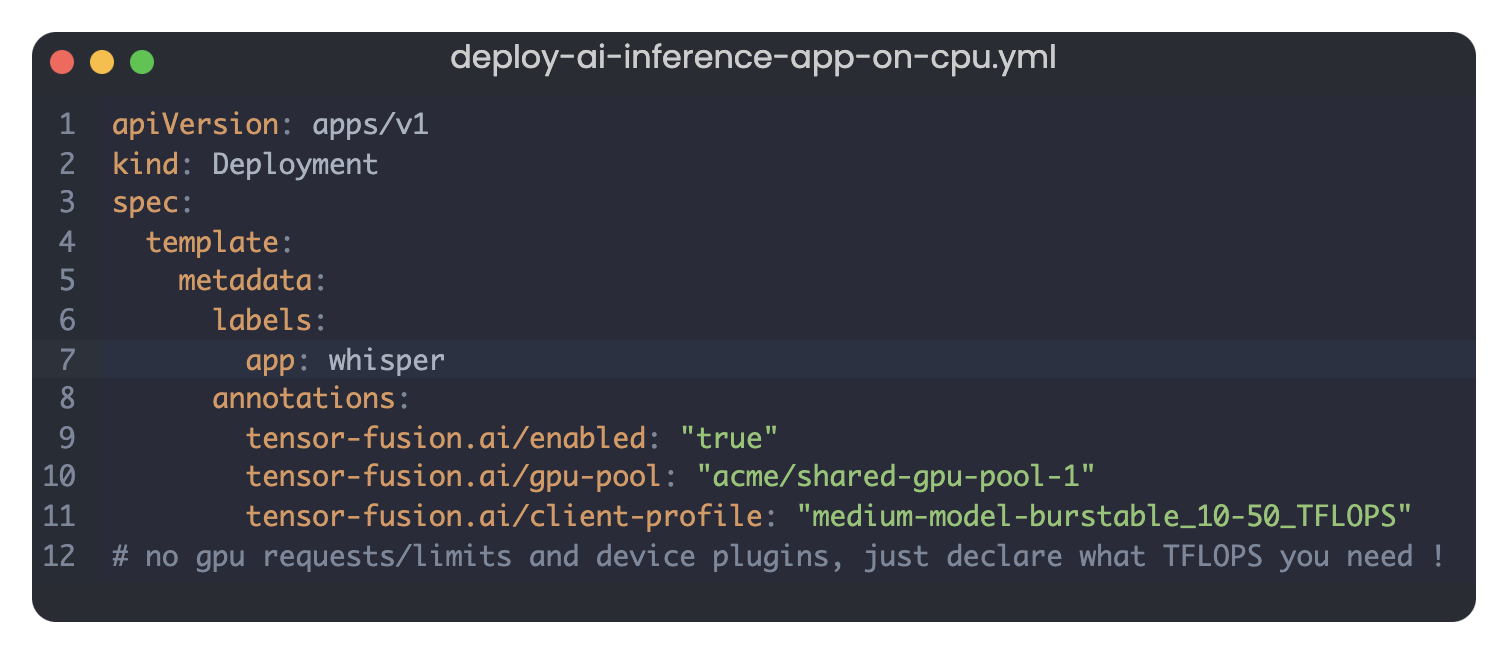 deploy-ai-inference-app-on-cpu.yml
1 apiVersion: apps/v1
2 kind: Deployment
3 spec:
4   template:
5     metadata:
6       labels:
7         app: whisper
8       annotations:
9         tensor-fusion.ai/enabled: "true"
10         tensor-fusion.ai/gpu-pool: "acme/shared-gpu-pool-1"
11         tensor-fusion.ai/client-profile: "medium-model-burstable_10-50_TFLOPS"
12 # no gpu requests/limits and device plugins, just declare what TFLOPS you need !